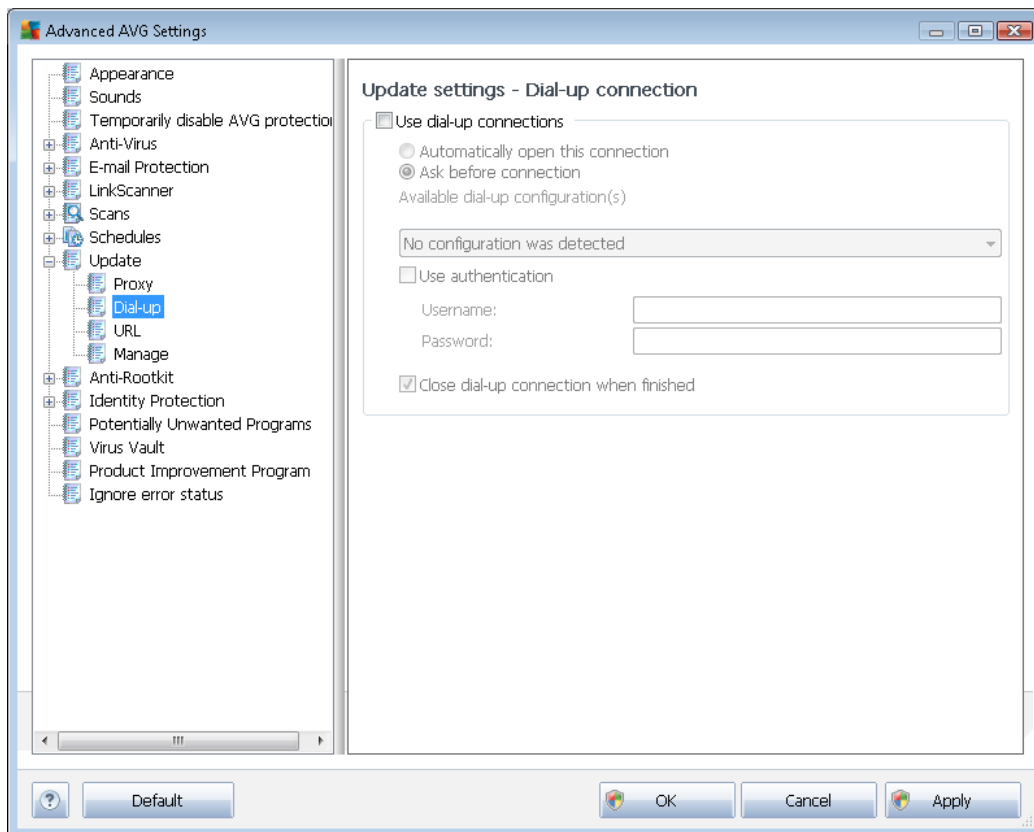 Advanced AVG Settings
Appearance
Sounds
Temporarily disable AVG protection
Anti-Virus
E-mail Protection
LinkScanner
Scans
Schedules
Update
Proxy
Dial-up
URL
Manage
Anti-Rootkit
Identity Protection
Potentially Unwanted Programs
Virus Vault
Product Improvement Program
Ignore error status
Update settings - Dial-up connection
Use dial-up connections
Automatically open this connection
Ask before connection
Available dial-up configuration(s)
No configuration was detected
Use authentication
Username:
Password:
Close dial-up connection when finished
?
Default
OK
Cancel
Apply